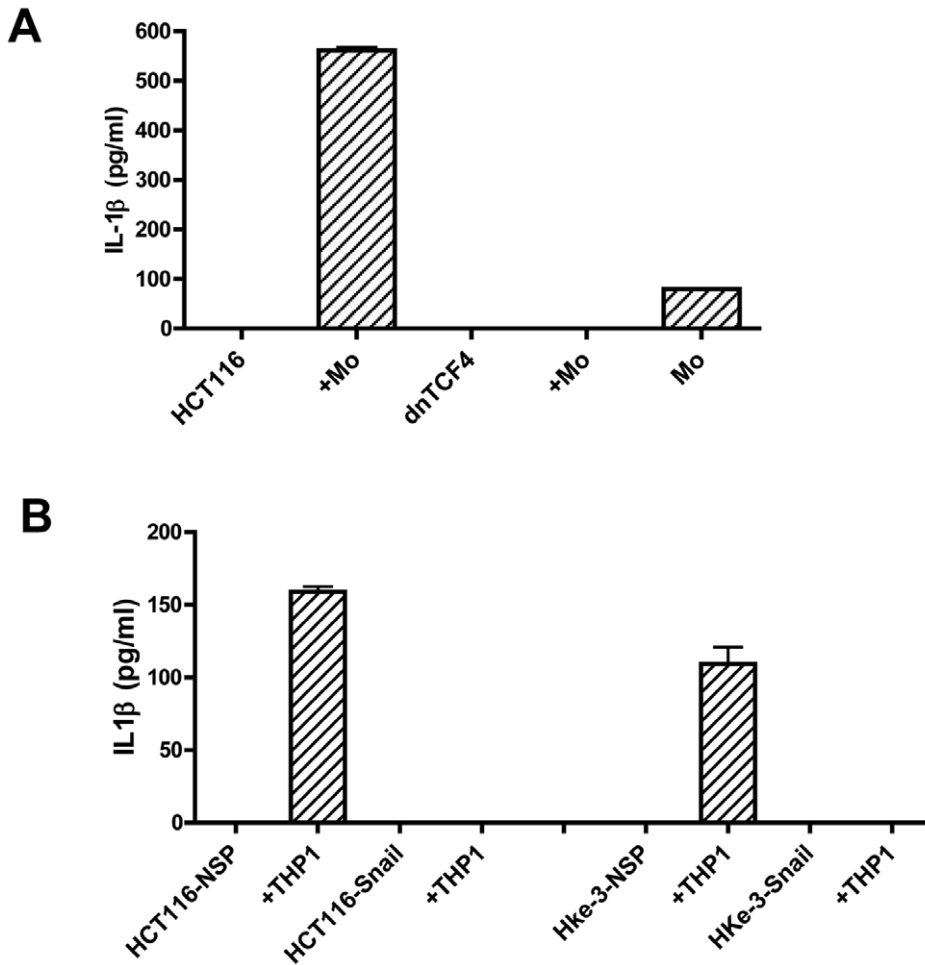 A
IL-1β (pg/ml)
600
500
400
300
200
100
0
HCT116
+Mo
dnTCF4
+Mo
Mo
B
IL1β (pg/ml)
200
150
100
50
0
HCT116-NSP
+THP1
HCT116-Snail
+THP1
Hke-3-NSP
+THP1
HKe-3-Snail
+THP1